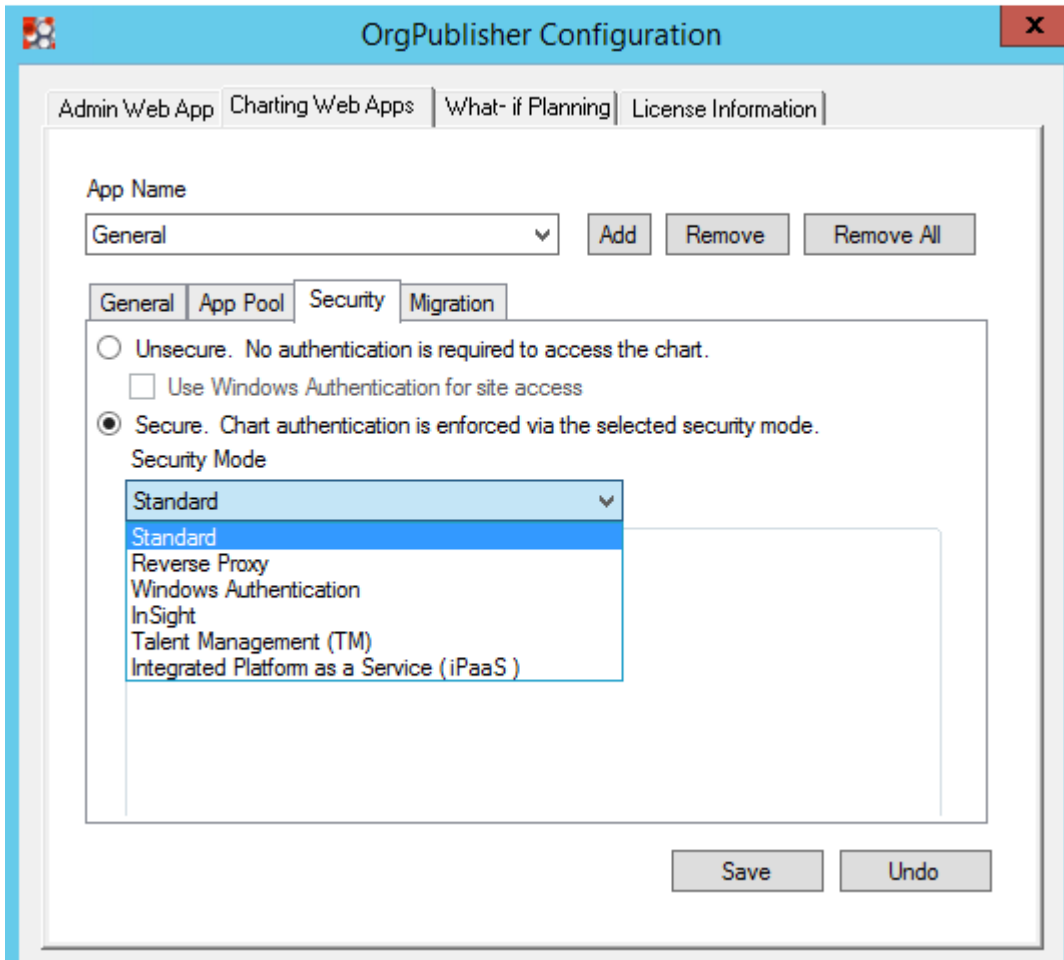 OrgPublisher Configuration
x
Admin Web App Charting Web Apps What- if Planning License Information
App Name
General Add Remove Remove All
General App Pool Security Migration
Unsecure. No authentication is required to access the chart.
Use Windows Authentication for site access
Secure. Chart authentication is enforced via the selected security mode.
Security Mode
Standard
Standard
Reverse Proxy
Windows Authentication
InSight
Talent Management (TM)
Integrated Platform as a Service ( iPaaS )
Save Undo